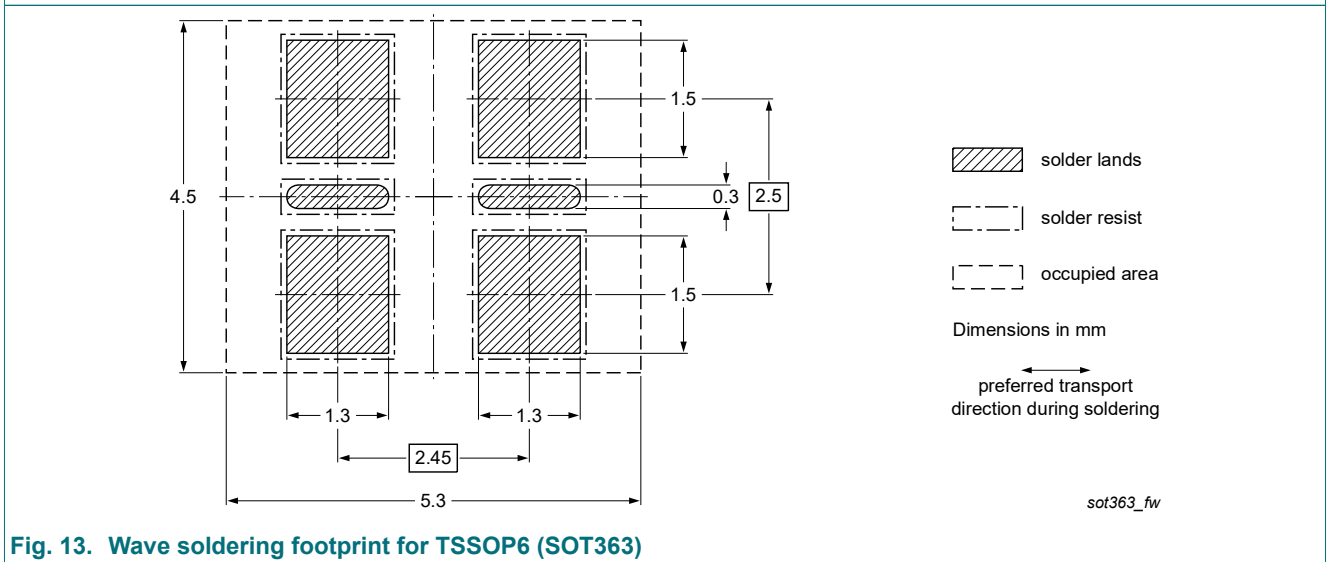 1.5
4.5
0.3
2.5
1.5
1.3
1.3
2.45
5.3
solder lands
solder resist
occupied area
Dimensions in mm
preferred transport
direction during soldering
sot363_fw
Fig. 13. Wave soldering footprint for TSSOP6 (SOT363)